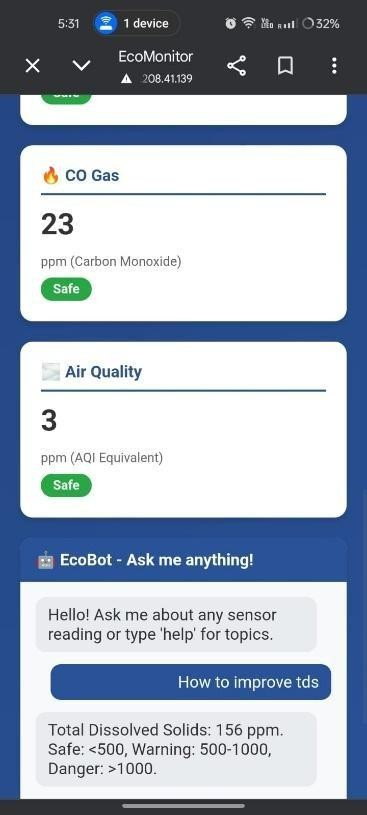 5:31 1 device 32%
EcoMonitor
208.41.139
Safe
🔥 CO Gas
23
ppm (Carbon Monoxide)
Safe
🌫️ Air Quality
3
ppm (AQI Equivalent)
Safe
🤖 EcoBot - Ask me anything!
Hello! Ask me about any sensor
reading or type 'help' for topics.
How to improve tds
Total Dissolved Solids: 156 ppm.
Safe: <500, Warning: 500-1000,
Danger: >1000.